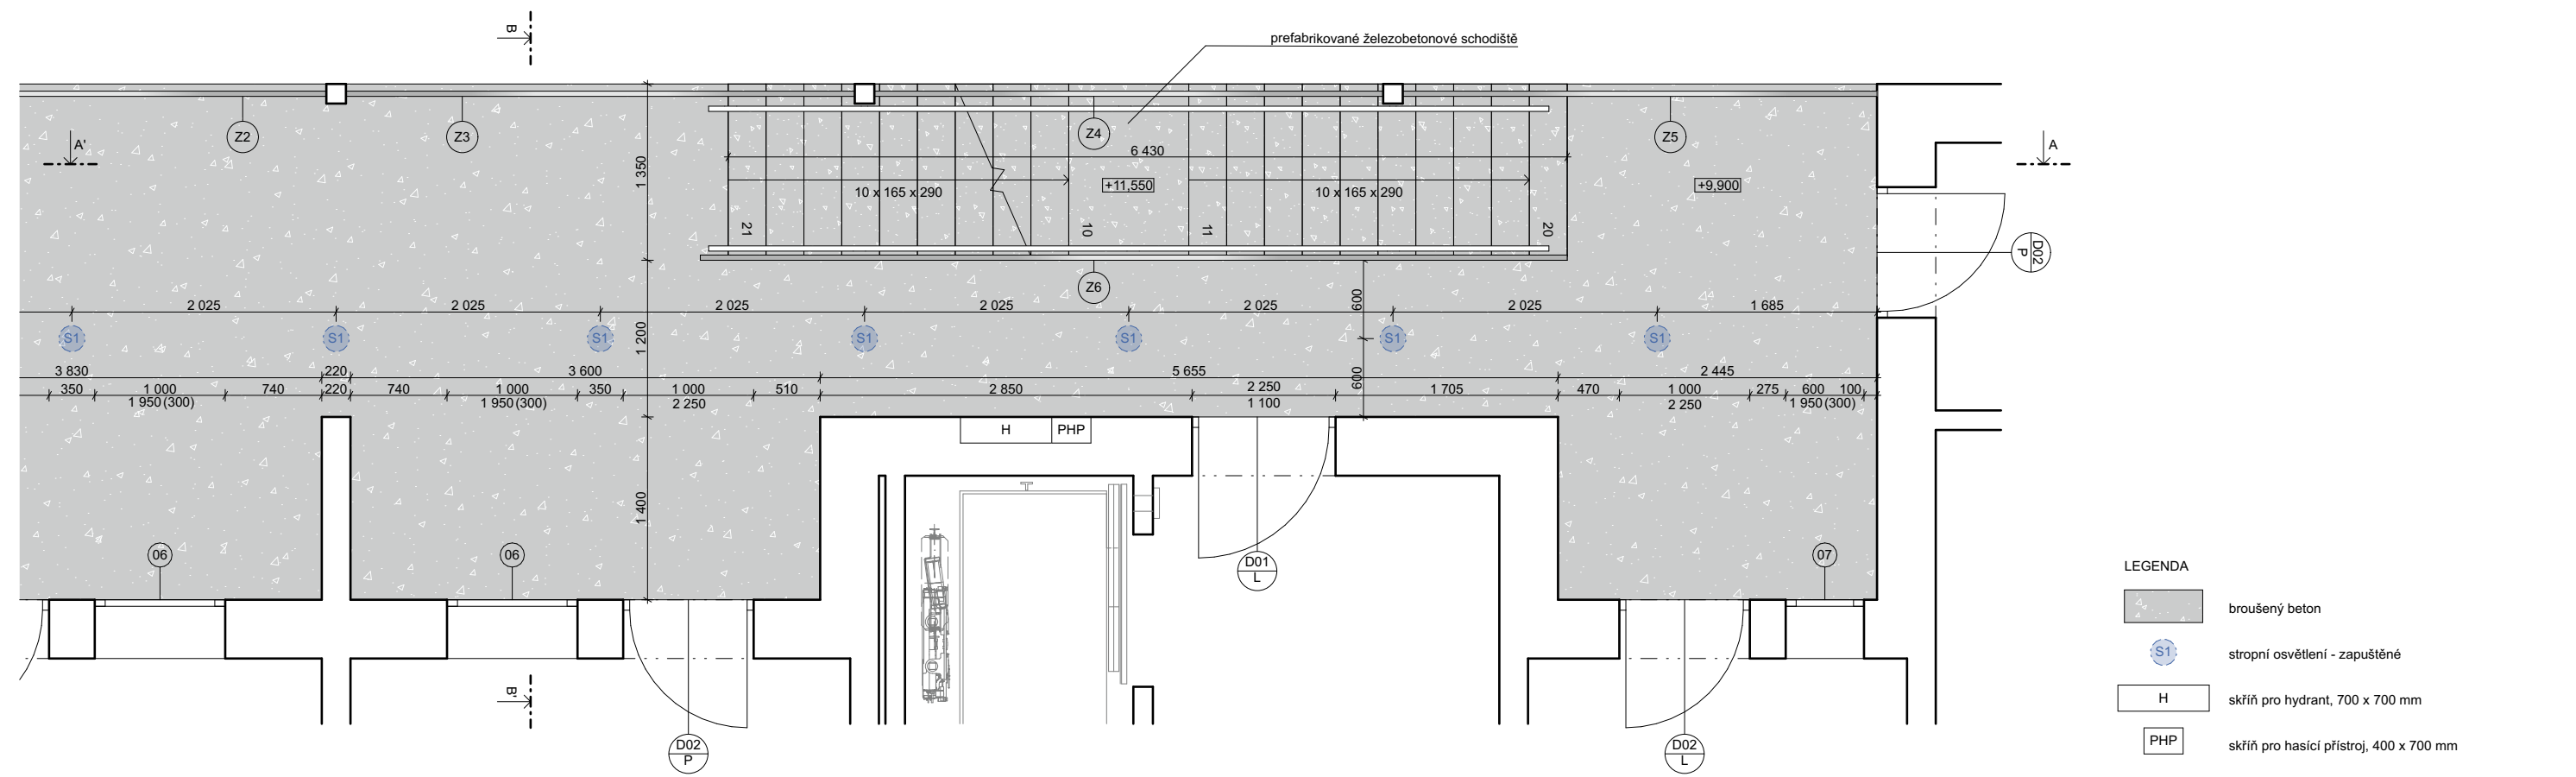 B
prefabrikované železobetonové schodiště
Z2
Z3
Z4
Z5
A'
A
1 350
6 430
10 x 165 x 290
+11,550
10 x 165 x 290
+9,900
21
10
11
20
D02
P
Z6
2 025
2 025
2 025
2 025
2 025
2 025
1 685
S1
S1
S1
S1
S1
S1
S1
1 200
600
600
3 830
220
3 600
5 655
2 445
350
1 000
740
220
740
1 000
350
1 000
510
2 850
2 250
1 705
470
1 000
275
600
100
1 950 (300)
1 950 (300)
2 250
1 100
2 250
1 950 (300)
H
PHP
1 400
06
06
D01
L
07
B'
D02
P
D02
L
LEGENDA
broušený beton
S1
stropní osvětlení - zapuštěné
H
skříň pro hydrant, 700 x 700 mm
PHP
skříň pro hasící přístroj, 400 x 700 mm